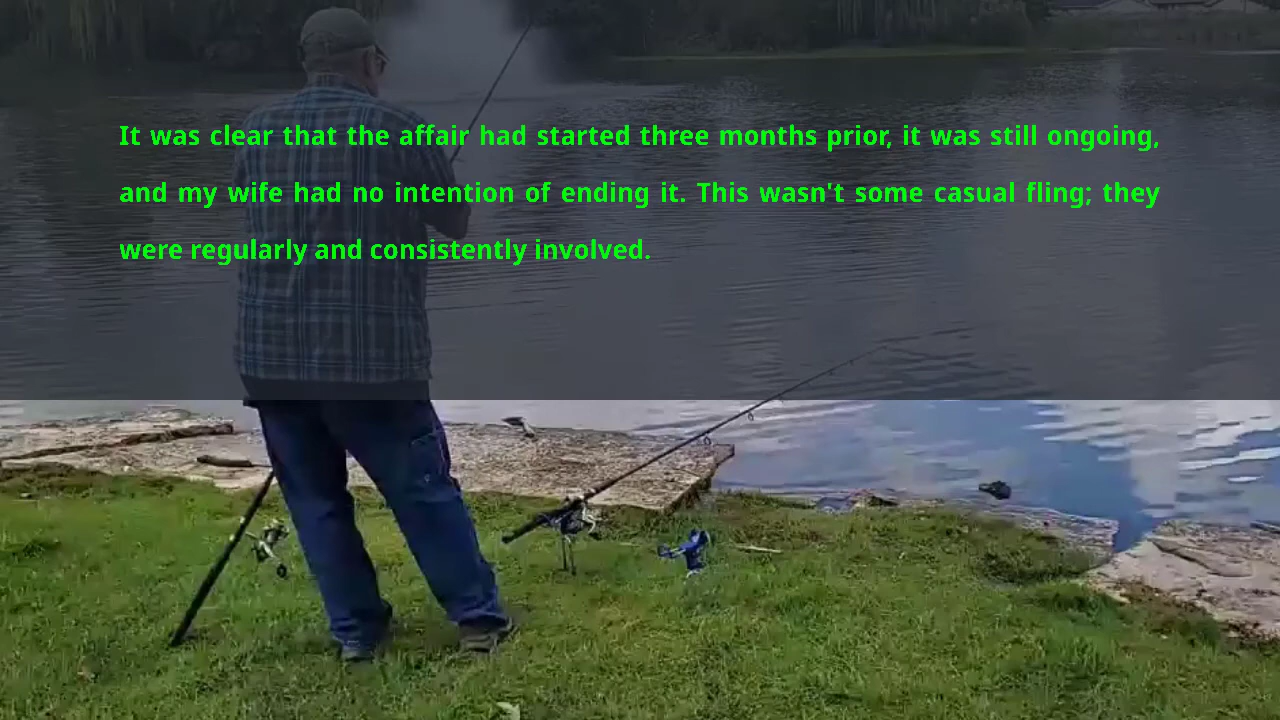 It was clear that the affair had started three months prior, it was still ongoing,
and my wife had no intention of ending it. This wasn't some casual fling; they
were regularly and consistently involved.